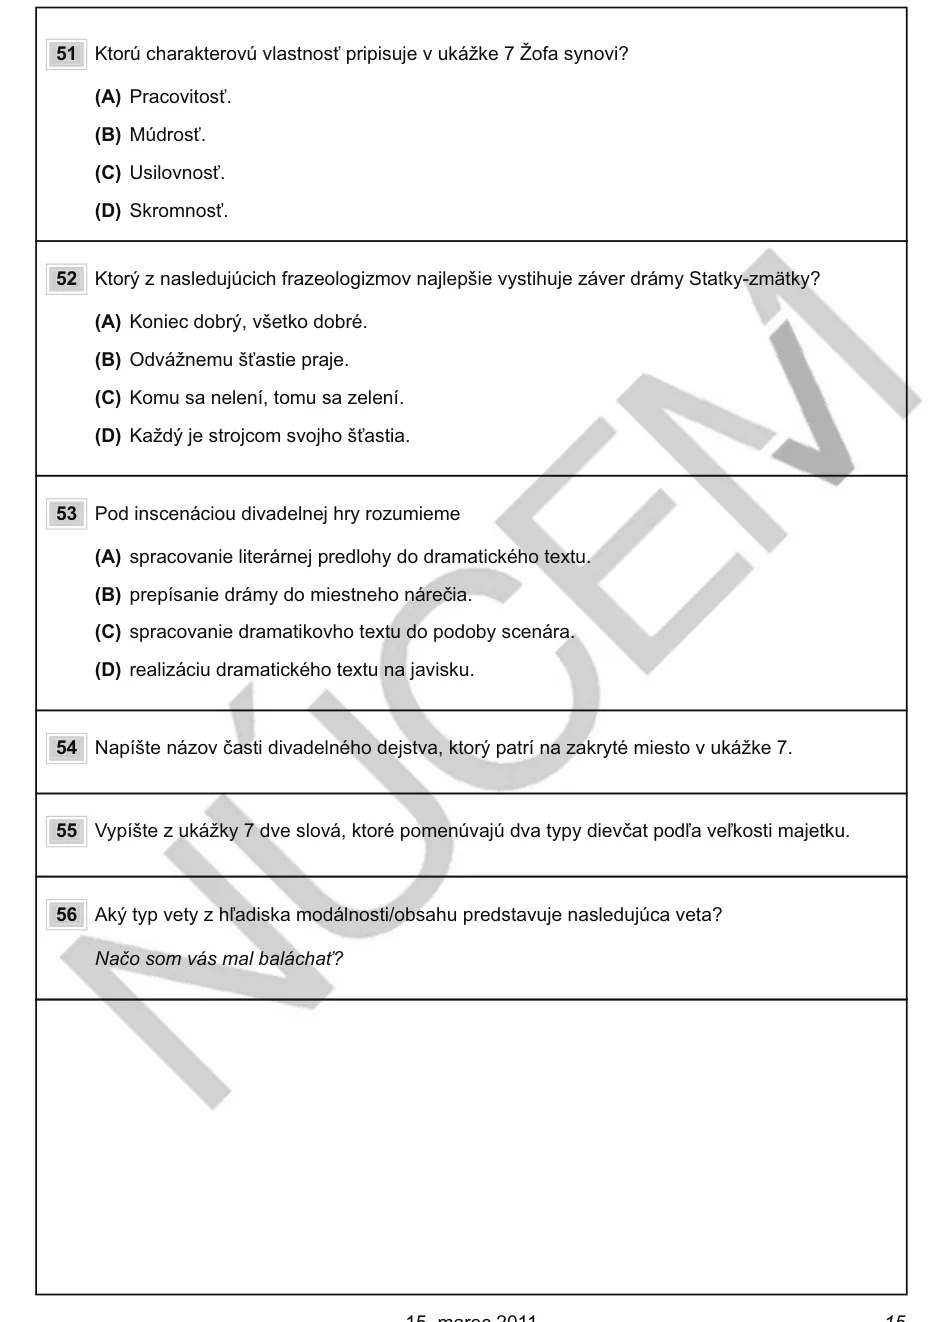 51 Ktorú charakterovú vlastnosť pripisuje v ukážke 7 Žofa synovi?
(A) Pracovitosť.
(B) Múdrosť.
(C) Usilovnosť.
(D) Skromnosť.
52 Ktorý z nasledujúcich frazeologizmov najlepšie vystihuje záver drámy Statky-zmätky?
(A) Koniec dobrý, všetko dobré.
(B) Odvážnemu šťastie praje.
(C) Komu sa nelení, tomu sa zelení.
(D) Každý je strojcom svojho šťastia.
53 Pod inscenáciou divadelnej hry rozumieme
(A) spracovanie literárnej predlohy do dramatického textu.
(B) prepísanie drámy do miestneho nárečia.
(C) spracovanie dramatikovho textu do podoby scenára.
(D) realizáciu dramatického textu na javisku.
54 Napíšte názov časti divadelného dejstva, ktorý patrí na zakryté miesto v ukážke 7.
55 Vypíšte z ukážky 7 dve slová, ktoré pomenúvajú dva typy dievčat podľa veľkosti majetku.
56 Aký typ vety z hľadiska modálnosti/obsahu predstavuje nasledujúca veta?
Načo som vás mal baláchať?
NÚCEM
15. marec 2011 15